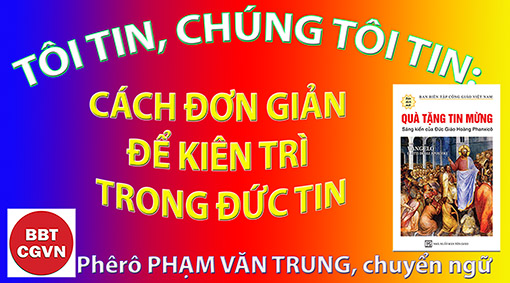 TÔI TIN, CHÚNG TÔI TIN:
CÁCH ĐƠN GIẢN
ĐỂ KIÊN TRÌ
TRONG ĐỨC TIN
BAN BIÊN TẬP CÔNG GIÁO VIỆT NAM
QUÀ TẶNG TIN MỪNG
Sáng kiến của Đức Giáo Hoàng Phanxicô
VANGELO
BBT
CGVN
Phêrô PHẠM VĂN TRUNG, chuyển ngữ